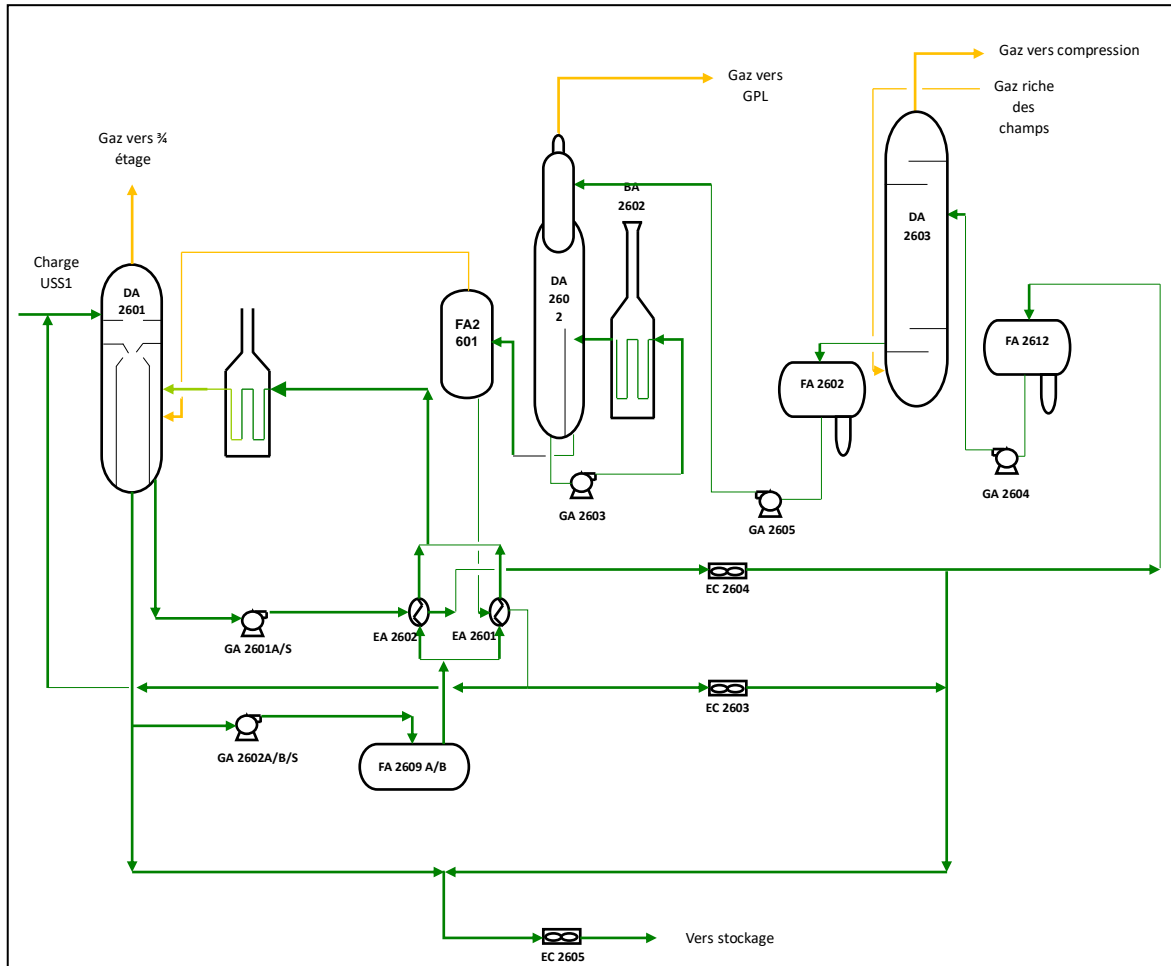 Gaz vers compression
Gaz riche
des
champs
Gaz vers
GPL
Gaz vers ¾
étage
BA
2602
DA
2603
Charge
USS1
DA
2601
DA
260
2
FA2
601
FA 2612
FA 2602
GA 2603
GA 2605
GA 2604
EC 2604
EA 2602
EA 2601
GA 2601A/S
EC 2603
GA 2602A/B/S
FA 2609 A/B
Vers stockage
EC 2605